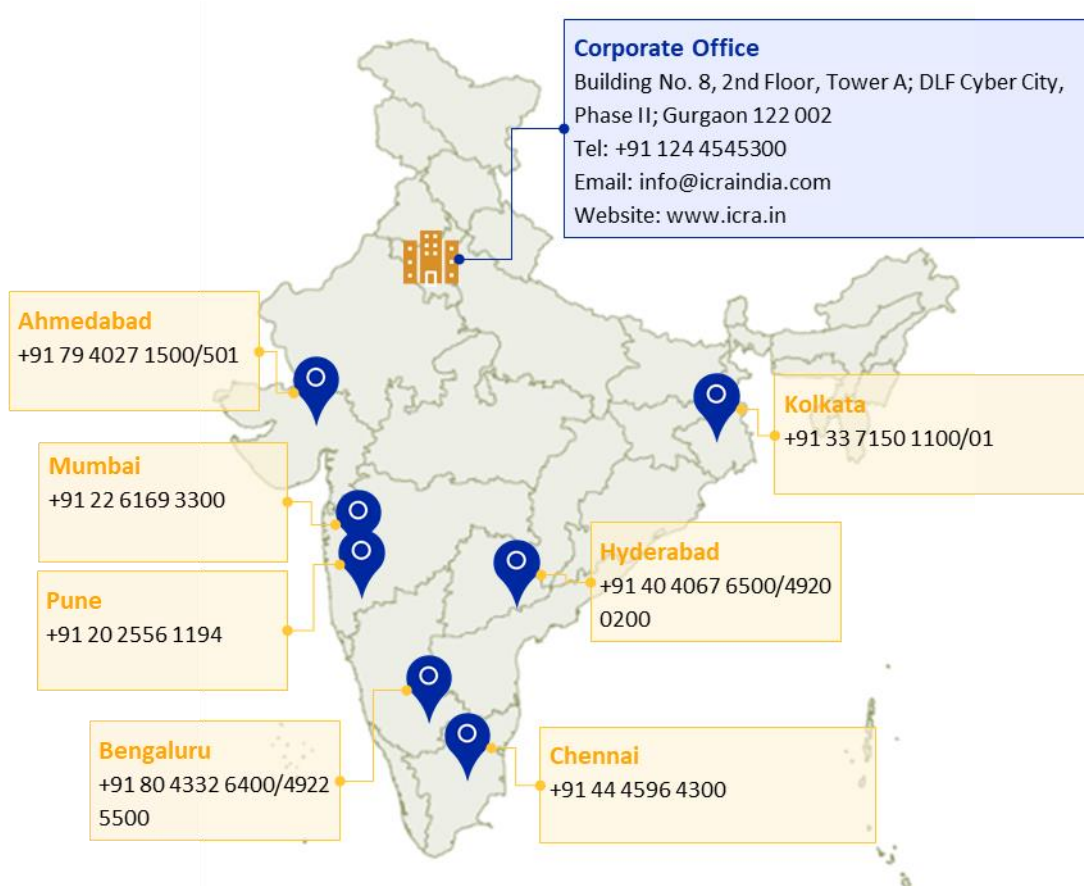 Corporate Office
Building No. 8, 2nd Floor, Tower A; DLF Cyber City,
Phase II; Gurgaon 122 002
Tel: +91 124 4545300
Email: info@icraindia.com
Website: www.icra.in
Ahmedabad
+91 79 4027 1500/501
Kolkata
+91 33 7150 1100/01
Mumbai
+91 22 6169 3300
Hyderabad
+91 40 4067 6500/4920
0200
Pune
+91 20 2556 1194
Bengaluru
+91 80 4332 6400/4922
5500
Chennai
+91 44 4596 4300